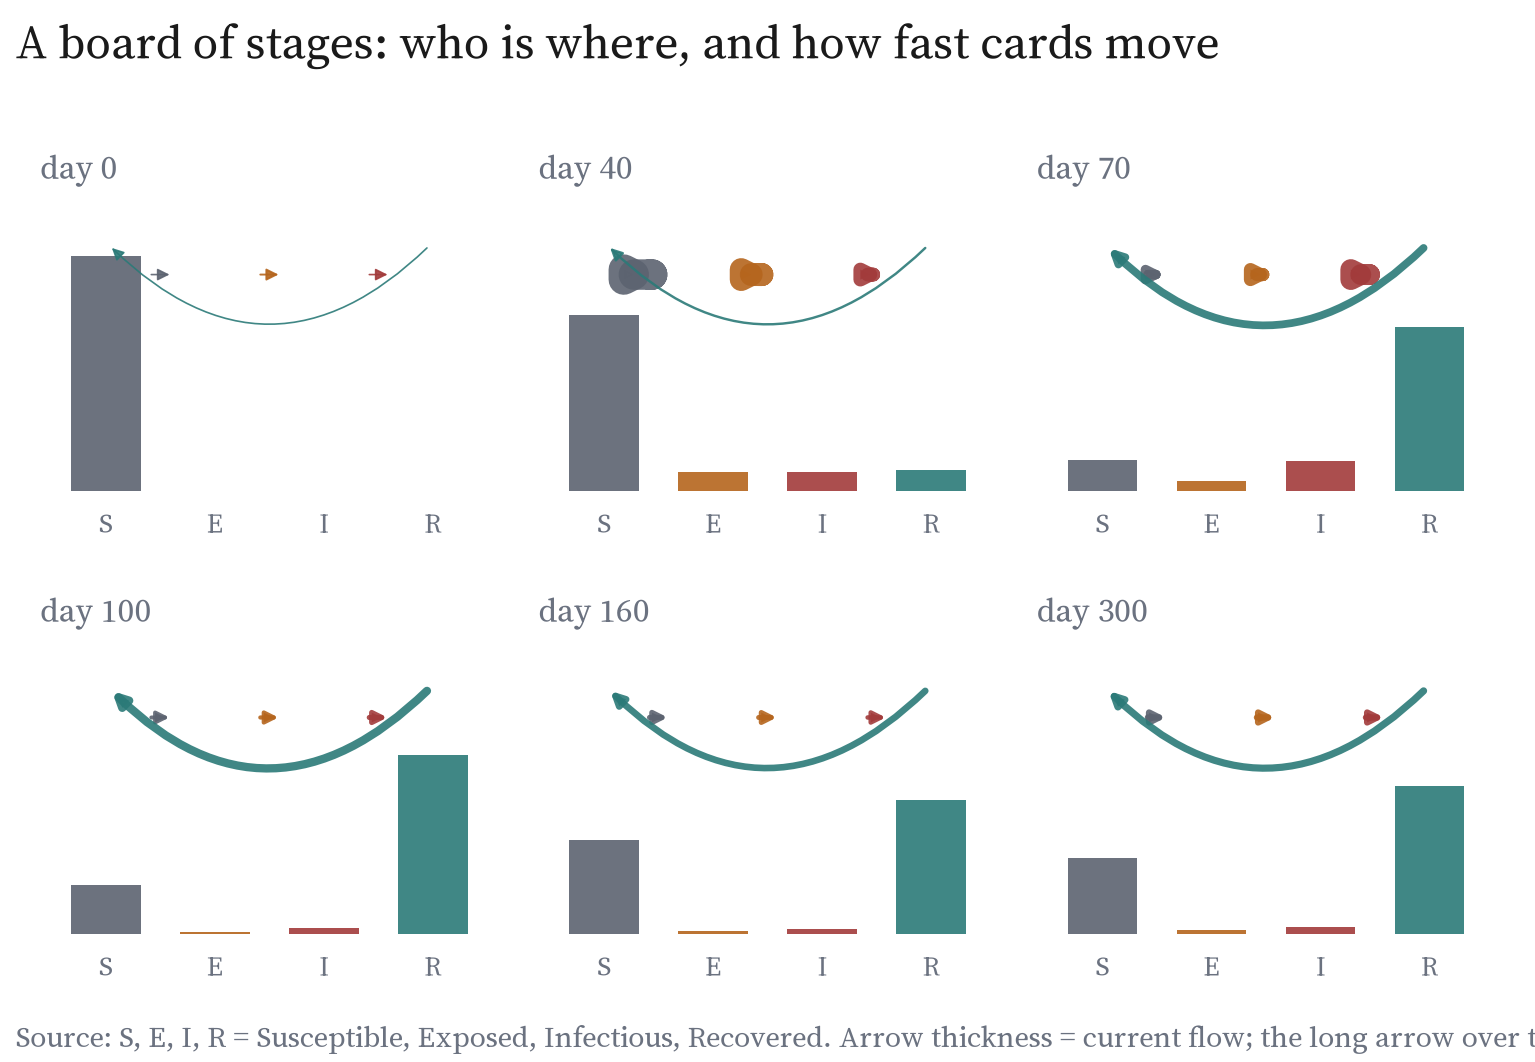 A board of stages: who is where, and how fast cards move
day 0
day 40
day 70
S E I R
S E I R
S E I R
day 100
day 160
day 300
S E I R
S E I R
S E I R
Source: S, E, I, R = Susceptible, Exposed, Infectious, Recovered. Arrow thickness = current flow; the long arrow over